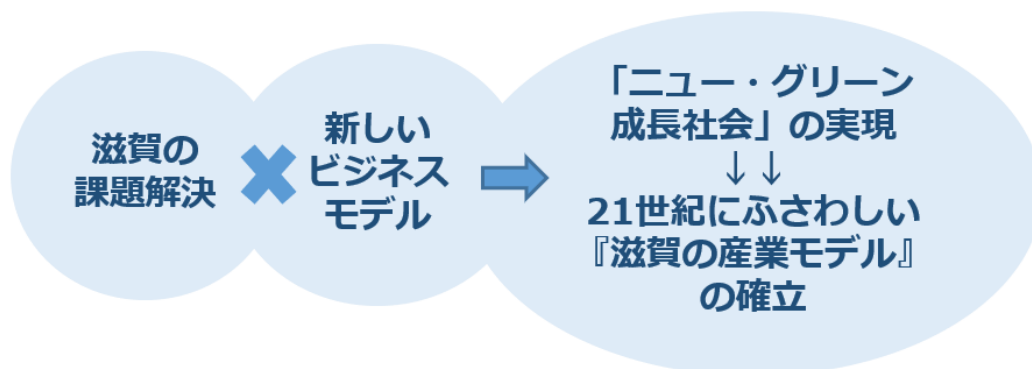 滋賀の
課題解決
新しい
ビジネス
モデル
「ニュー・グリーン
成長社会」の実現
↓↓
21世紀にふさわしい
『滋賀の産業モデル』
の確立